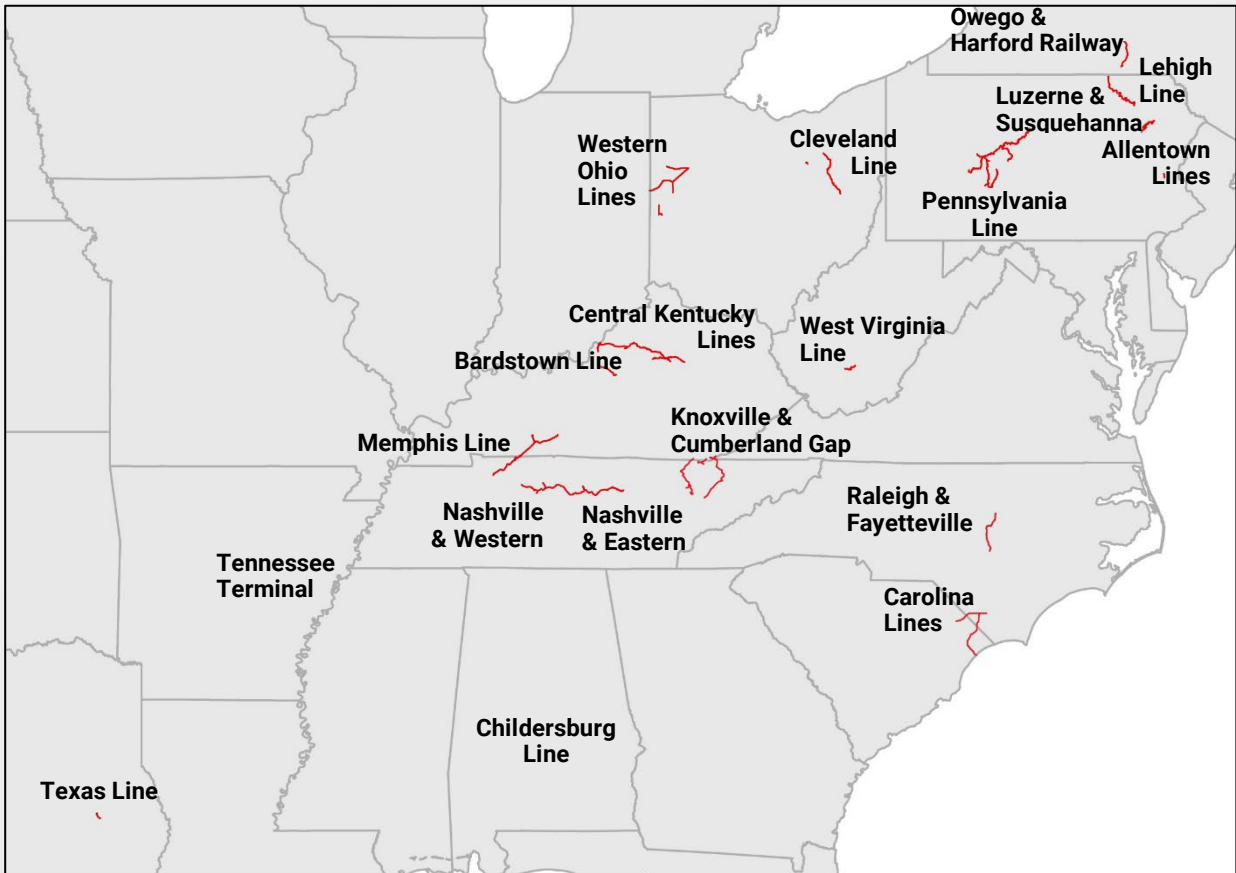 Owego &
Harford Railway
Lehigh
Line
Luzerne &
Susquehanna
Allentown
Lines
Cleveland
Line
Western
Ohio
Lines
Pennsylvania
Line
Central Kentucky
Lines
West Virginia
Line
Bardstown Line
Knoxville &
Cumberland Gap
Memphis Line
Nashville
& Western
Nashville
& Eastern
Raleigh &
Fayetteville
Tennessee
Terminal
Carolina
Lines
Childersburg
Line
Texas Line